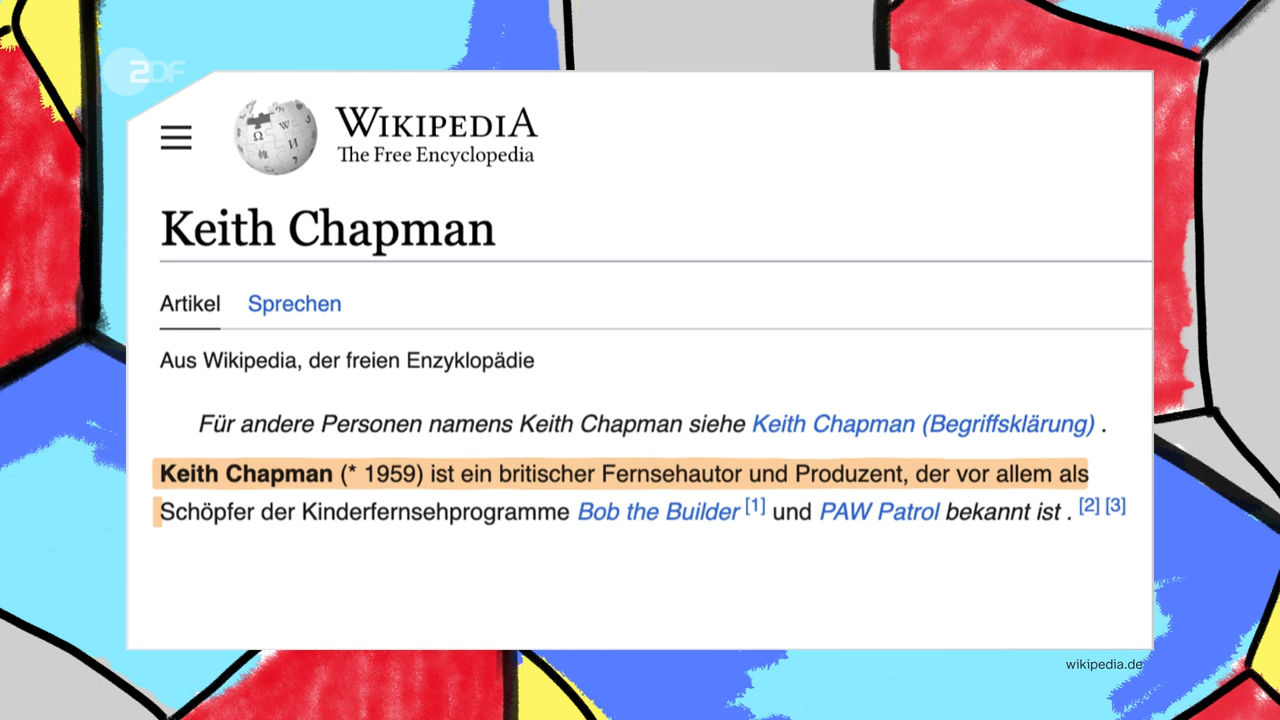 ZDF
WIKIPEDIA
The Free Encyclopedia
Keith Chapman
Artikel Sprechen
Aus Wikipedia, der freien Enzyklopädie
Für andere Personen namens Keith Chapman siehe Keith Chapman (Begriffsklärung) .
Keith Chapman (* 1959) ist ein britischer Fernsehautor und Produzent, der vor allem als
Schöpfer der Kinderfernsehprogramme Bob the Builder [1] und PAW Patrol bekannt ist . [2] [3]
wikipedia.de